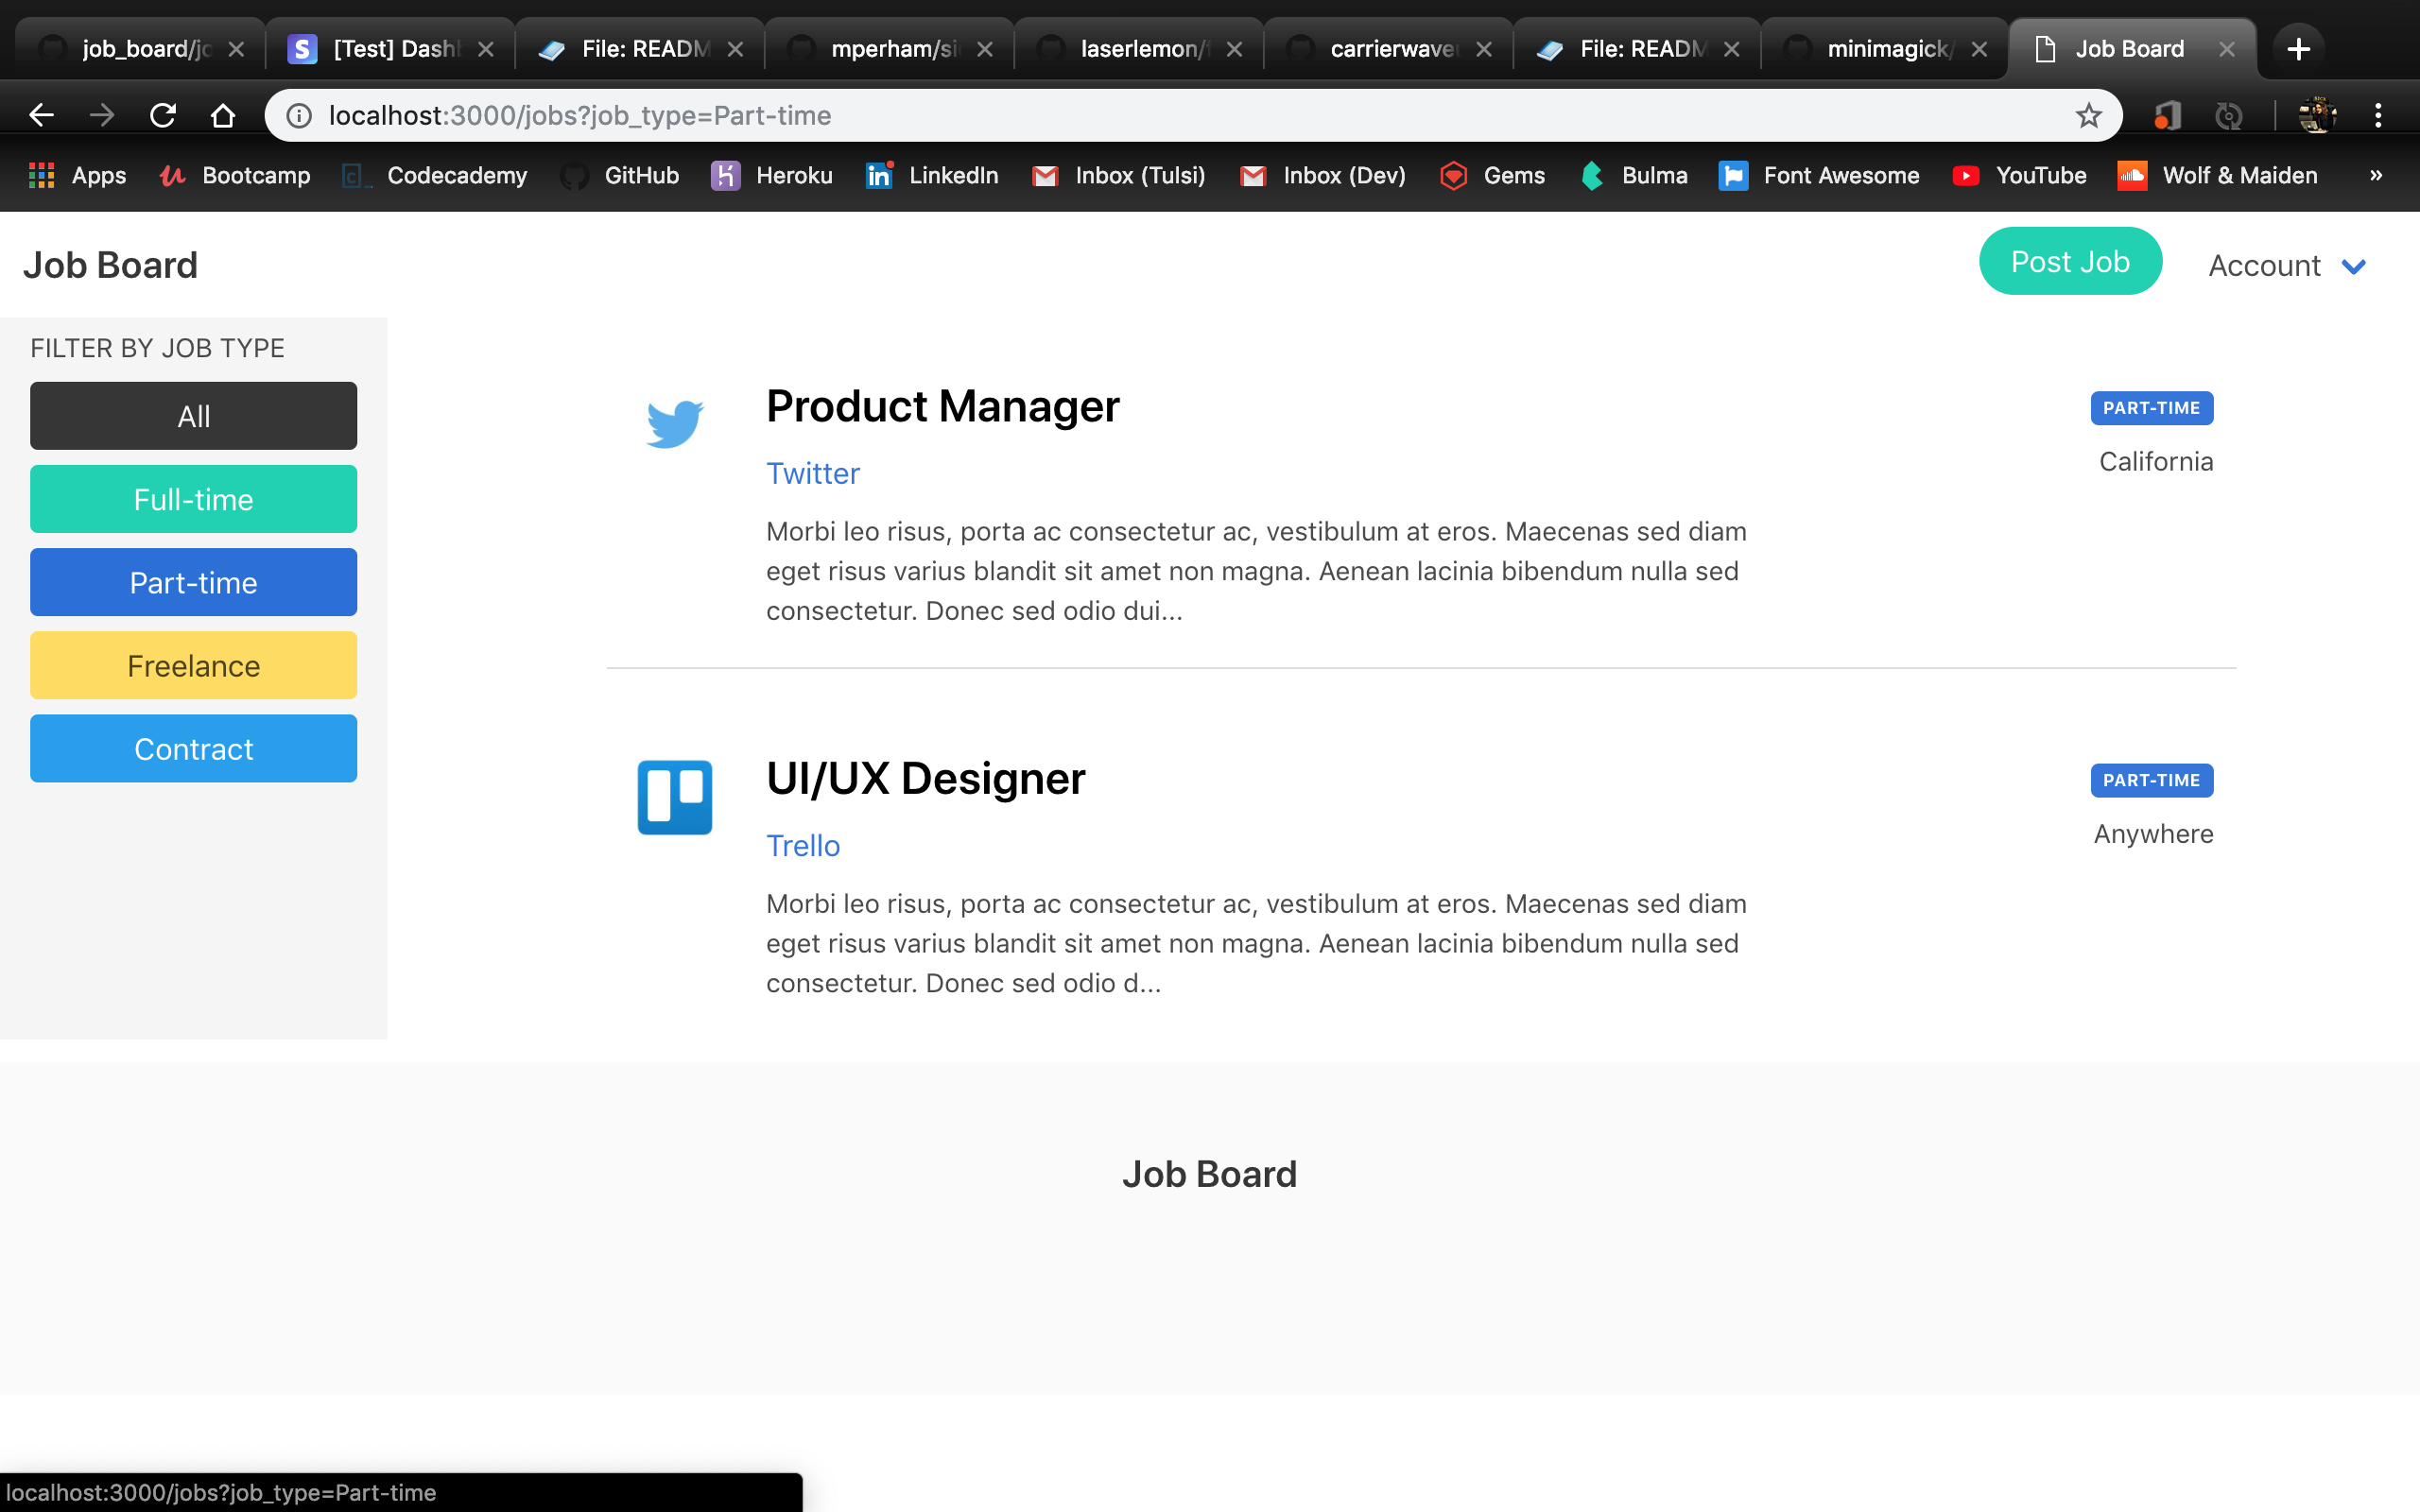 job_board/jo
[Test] Dash
File: READM
mperham/si
laserlemon/
carrierwave
File: READM
minimagick/
Job Board
localhost:3000/jobs?job_type=Part-time
Apps
Bootcamp
Codecademy
GitHub
Heroku
LinkedIn
Inbox (Tulsi)
Inbox (Dev)
Gems
Bulma
Font Awesome
YouTube
Wolf & Maiden
»
Job Board
Post Job
Account
FILTER BY JOB TYPE
All
Full-time
Part-time
Freelance
Contract
Product Manager
PART-TIME
Twitter
California
Morbi leo risus, porta ac consectetur ac, vestibulum at eros. Maecenas sed diam
eget risus varius blandit sit amet non magna. Aenean lacinia bibendum nulla sed
consectetur. Donec sed odio dui...
UI/UX Designer
PART-TIME
Trello
Anywhere
Morbi leo risus, porta ac consectetur ac, vestibulum at eros. Maecenas sed diam
eget risus varius blandit sit amet non magna. Aenean lacinia bibendum nulla sed
consectetur. Donec sed odio d...
Job Board
localhost:3000/jobs?job_type=Part-time